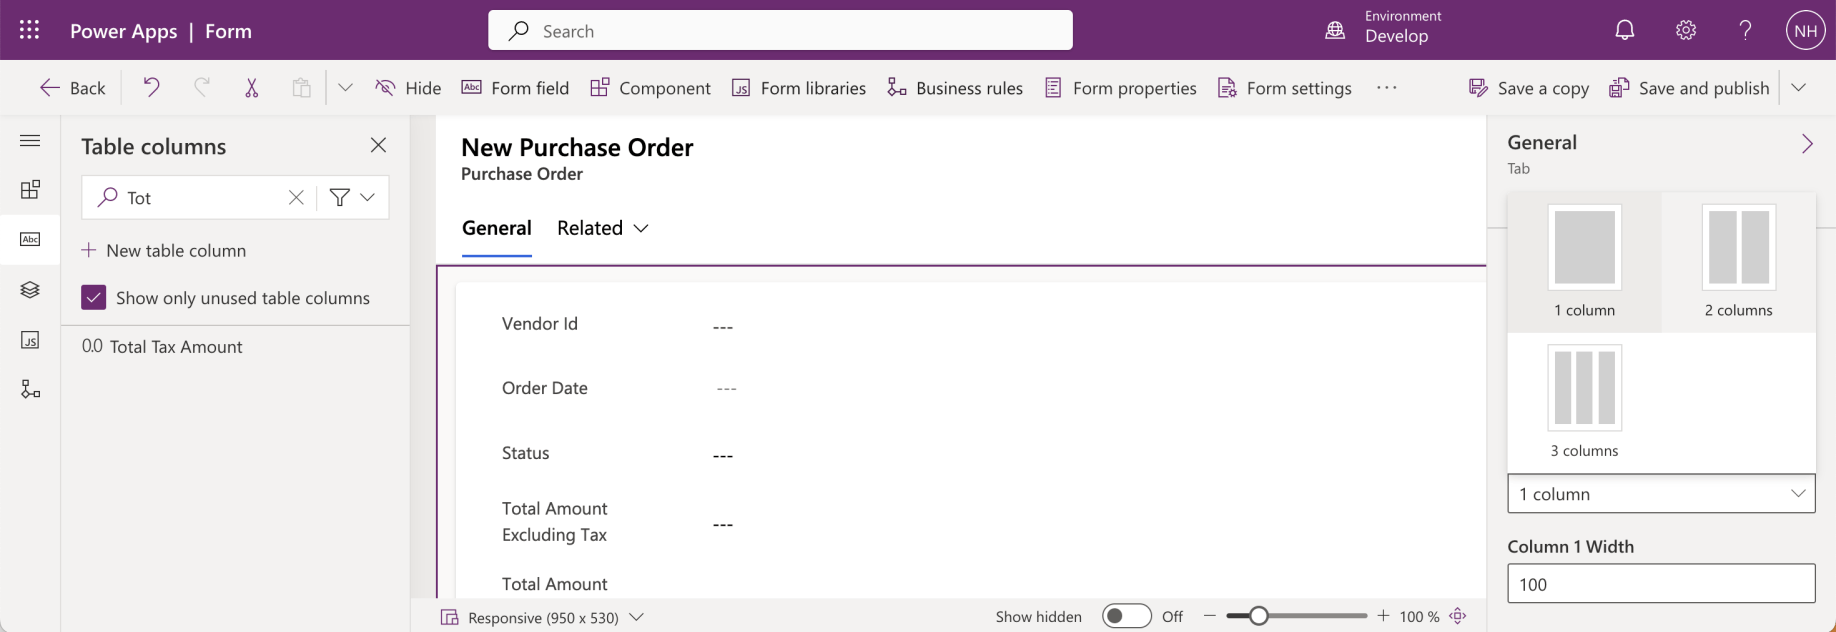 Power Apps | Form
Search
Environment
Develop
NH
Back
Hide
Abc Form field
Component
JS Form libraries
Business rules
Form properties
Form settings
Save a copy
Save and publish
Table columns
Tot
New table column
Show only unused table columns
0.0 Total Tax Amount
Abc
JS
New Purchase Order
Purchase Order
General
Related
Vendor Id
---
Order Date
---
Status
---
Total Amount
Excluding Tax
---
Total Amount
Responsive (950 x 530)
Show hidden
Off
100 %
General
Tab
1 column
2 columns
3 columns
1 column
Column 1 Width
100